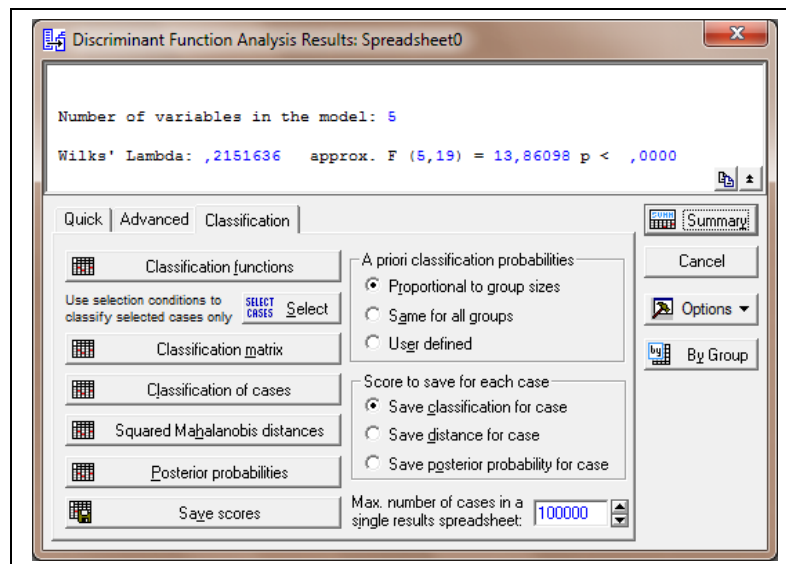 Discriminant Function Analysis Results: Spreadsheet0
Number of variables in the model: 5
Wilks' Lambda: ,2151636 approx. F (5,19) = 13,86098 p < ,0000
Quick
Advanced
Classification
Classification functions
Use selection conditions to
classify selected cases only
SELECT
CASES
Select
Classification matrix
Classification of cases
Squared Mahalanobis distances
Posterior probabilities
Save scores
A priori classification probabilities
Proportional to group sizes
Same for all groups
User defined
Score to save for each case
Save classification for case
Save distance for case
Save posterior probability for case
Max. number of cases in a
single results spreadsheet:
100000
SUMM
Summary
Cancel
Options
by
By Group